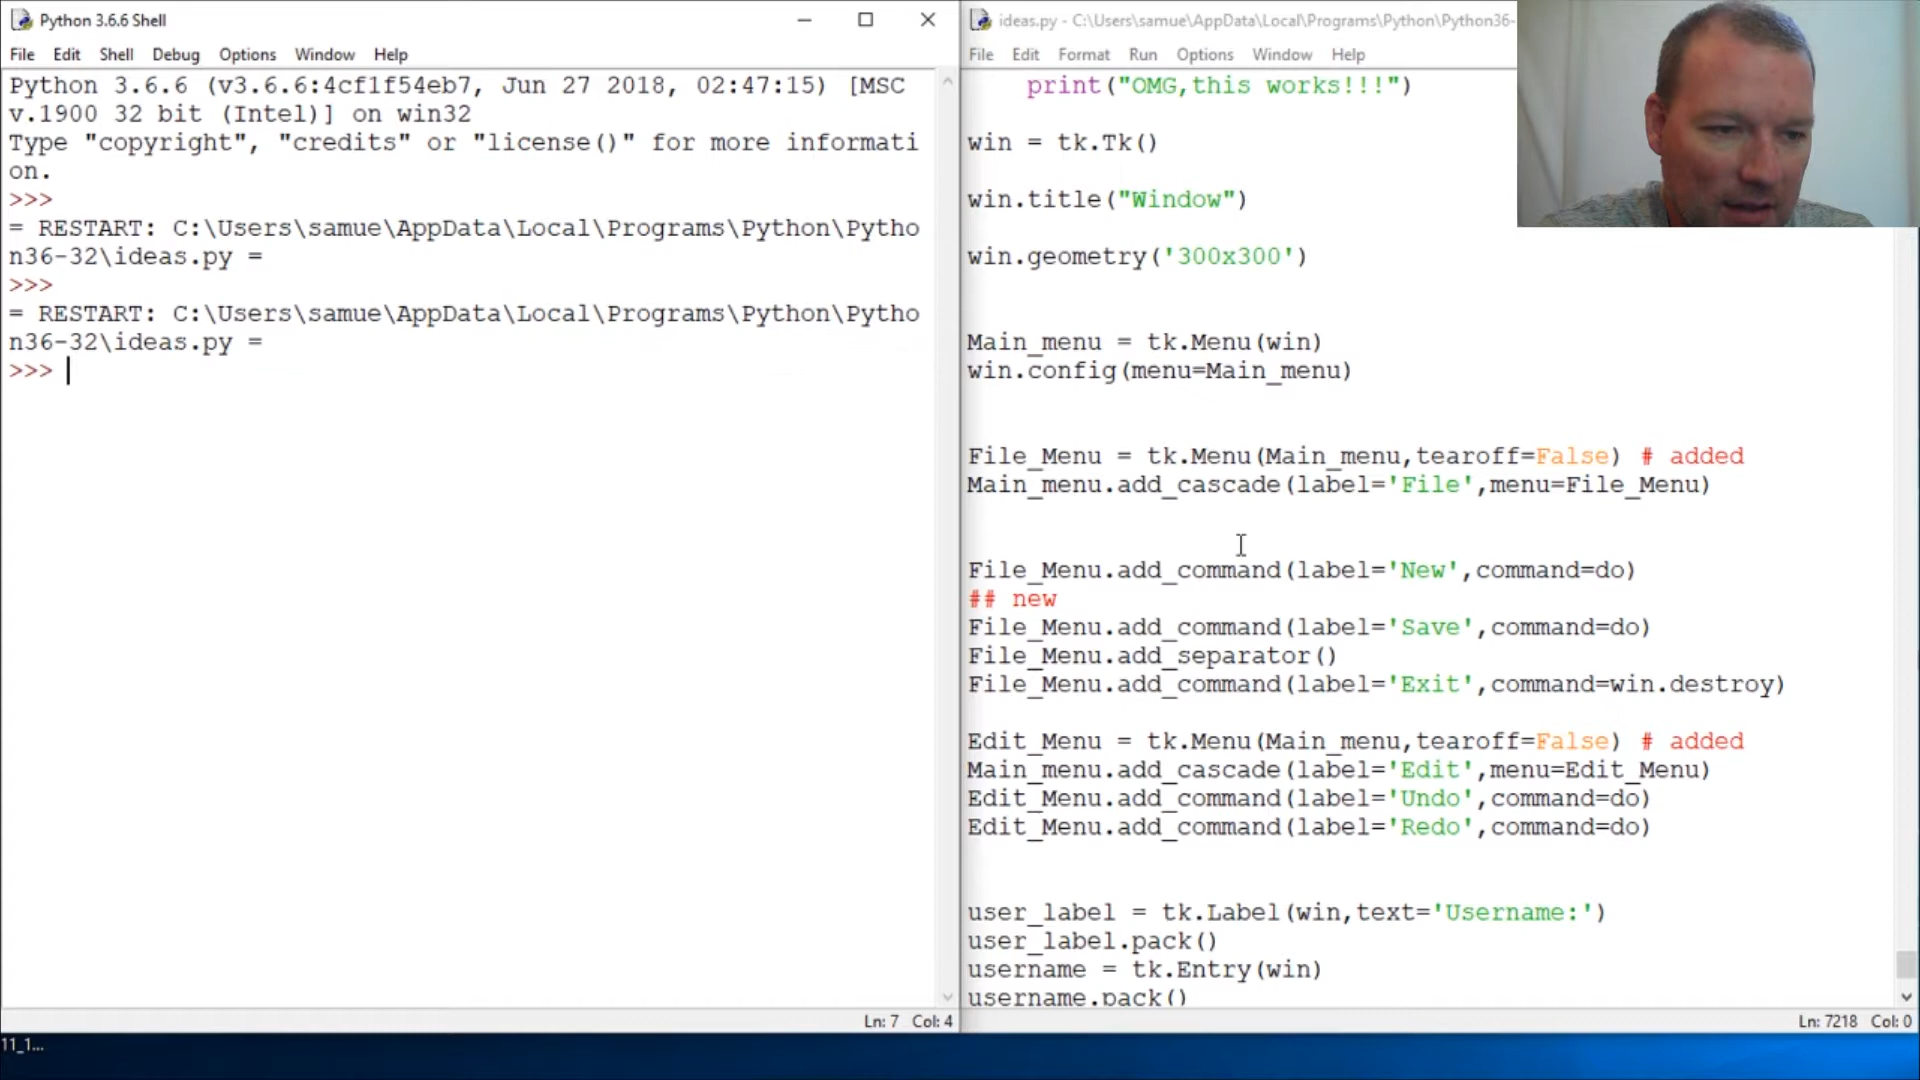 Python 3.6.6 Shell
File Edit Shell Debug Options Window Help
Python 3.6.6 (v3.6.6:4cf1f54eb7, Jun 27 2018, 02:47:15) [MSC
v.1900 32 bit (Intel)] on win32
Type "copyright", "credits" or "license()" for more informati
on.
>>>
= RESTART: C:\Users\samue\AppData\Local\Programs\Python\Pytho
n36-32\ideas.py =
>>>
= RESTART: C:\Users\samue\AppData\Local\Programs\Python\Pytho
n36-32\ideas.py =
>>>
Ln: 7 Col: 4
ideas.py - C:\Users\samue\AppData\Local\Programs\Python\Python36-
File Edit Format Run Options Window Help
print("OMG,this works!!!")
win = tk.Tk()
win.title("Window")
win.geometry('300x300')
Main_menu = tk.Menu(win)
win.config(menu=Main_menu)
File_Menu = tk.Menu(Main_menu,tearoff=False) # added
Main_menu.add_cascade(label='File',menu=File_Menu)
File_Menu.add_command(label='New',command=do)
## new
File_Menu.add_command(label='Save',command=do)
File_Menu.add_separator()
File_Menu.add_command(label='Exit',command=win.destroy)
Edit_Menu = tk.Menu(Main_menu,tearoff=False) # added
Main_menu.add_cascade(label='Edit',menu=Edit_Menu)
Edit_Menu.add_command(label='Undo',command=do)
Edit_Menu.add_command(label='Redo',command=do)
user_label = tk.Label(win,text='Username:')
user_label.pack()
username = tk.Entry(win)
username.pack()
Ln: 7218 Col: 0
11_1...